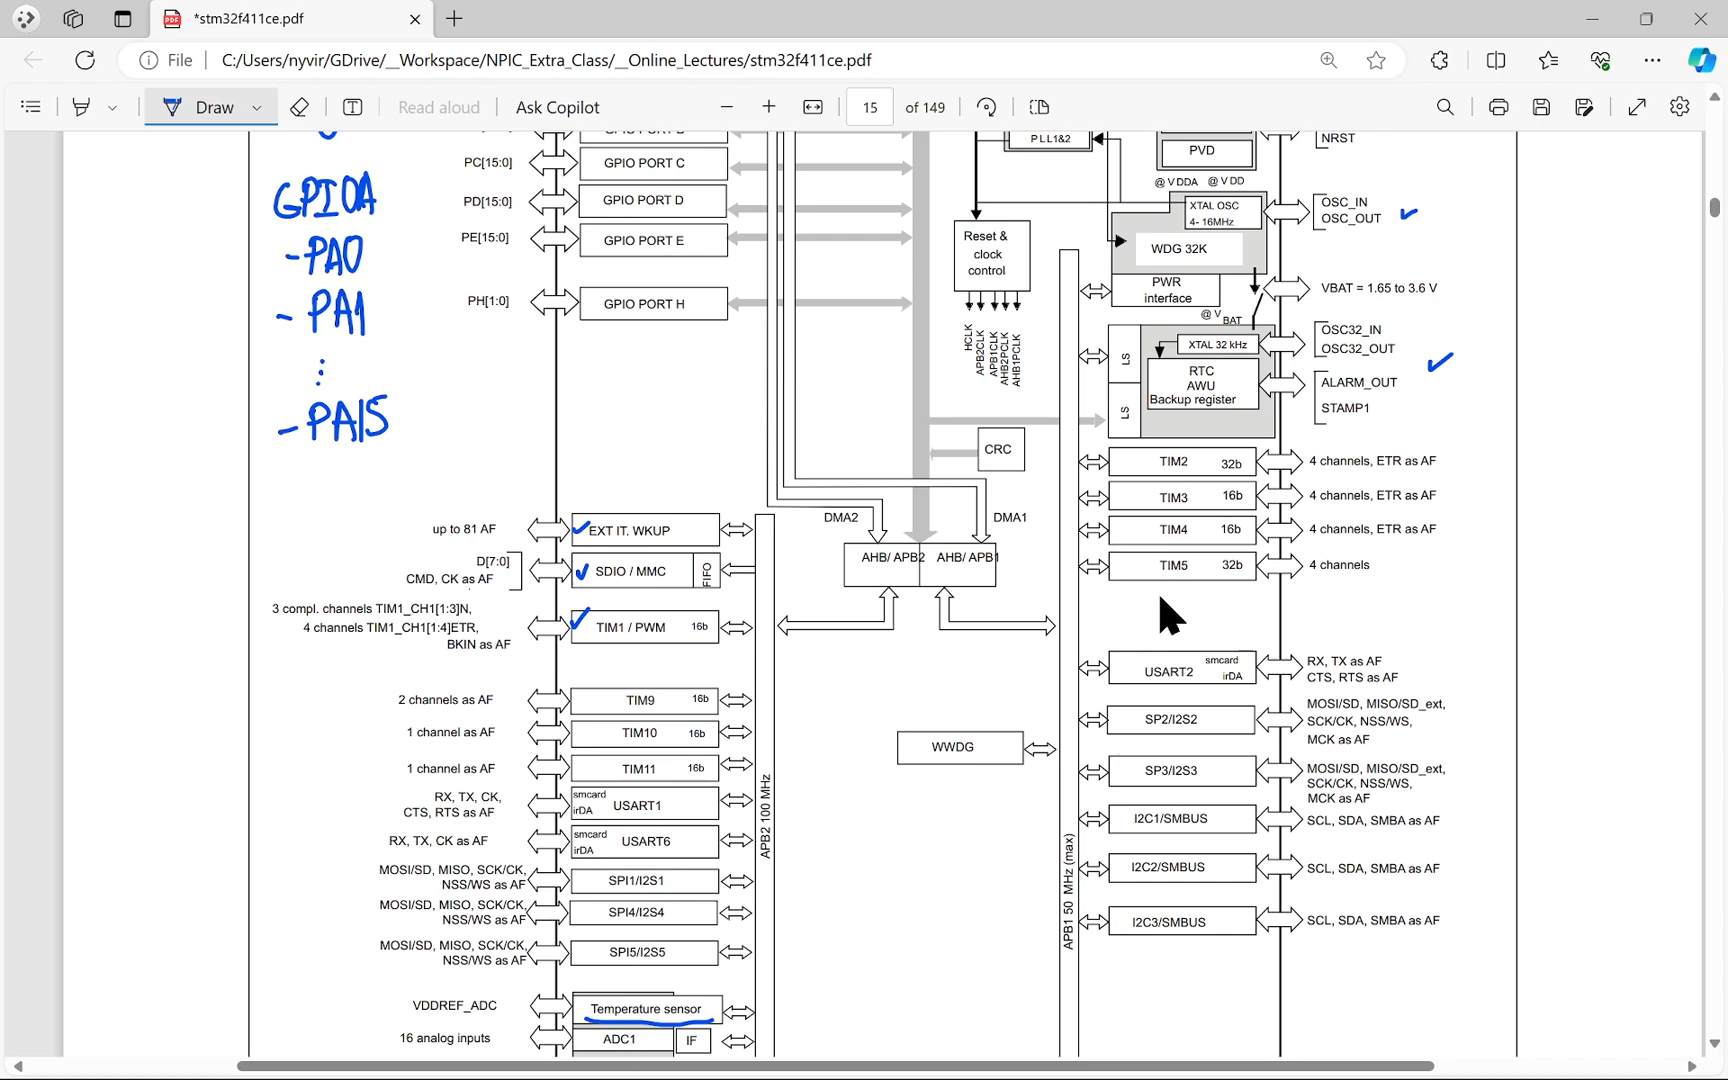 *stm32f411ce.pdf
File
C:/Users/nyvir/GDrive/__Workspace/NPIC_Extra_Class/__Online_Lectures/stm32f411ce.pdf
Draw
Read aloud
Ask Copilot
15 of 149
GPIOA
-PA0
- PA1
⋮
- PA15
PC[15:0]
GPIO PORT C
PD[15:0]
GPIO PORT D
PE[15:0]
GPIO PORT E
PH[1:0]
GPIO PORT H
PLL1&2
PVD
NRST
@ V DDA @ V DD
XTAL OSC
4- 16MHz
OSC_IN
OSC_OUT
Reset &
clock
control
WDG 32K
PWR
interface
VBAT = 1.65 to 3.6 V
@ V
BAT
HCLK
APB2CLK
APB1CLK
AHB2PCLK
AHB1PCLK
LS
XTAL 32 kHz
OSC32_IN
OSC32_OUT
RTC
AWU
Backup register
ALARM_OUT
STAMP1
LS
CRC
TIM2 32b
4 channels, ETR as AF
TIM3 16b
4 channels, ETR as AF
TIM4 16b
4 channels, ETR as AF
TIM5 32b
4 channels
DMA2
DMA1
AHB/ APB2
AHB/ APB1
up to 81 AF
EXT IT. WKUP
D[7:0]
CMD, CK as AF
SDIO / MMC
FIFO
3 compl. channels TIM1_CH1[1:3]N,
4 channels TIM1_CH1[1:4]ETR,
BKIN as AF
TIM1 / PWM 16b
2 channels as AF
TIM9 16b
1 channel as AF
TIM10 16b
1 channel as AF
TIM11 16b
RX, TX, CK,
CTS, RTS as AF
smcard
irDA
USART1
RX, TX, CK as AF
smcard
irDA
USART6
MOSI/SD, MISO, SCK/CK,
NSS/WS as AF
SPI1/I2S1
MOSI/SD, MISO, SCK/CK,
NSS/WS as AF
SPI4/I2S4
MOSI/SD, MISO, SCK/CK,
NSS/WS as AF
SPI5/I2S5
VDDREF_ADC
Temperature sensor
16 analog inputs
ADC1
IF
APB2 100 MHz
WWDG
APB1 50 MHz (max)
USART2
smcard
irDA
RX, TX as AF
CTS, RTS as AF
SP2/I2S2
MOSI/SD, MISO/SD_ext,
SCK/CK, NSS/WS,
MCK as AF
SP3/I2S3
MOSI/SD, MISO/SD_ext,
SCK/CK, NSS/WS,
MCK as AF
I2C1/SMBUS
SCL, SDA, SMBA as AF
I2C2/SMBUS
SCL, SDA, SMBA as AF
I2C3/SMBUS
SCL, SDA, SMBA as AF